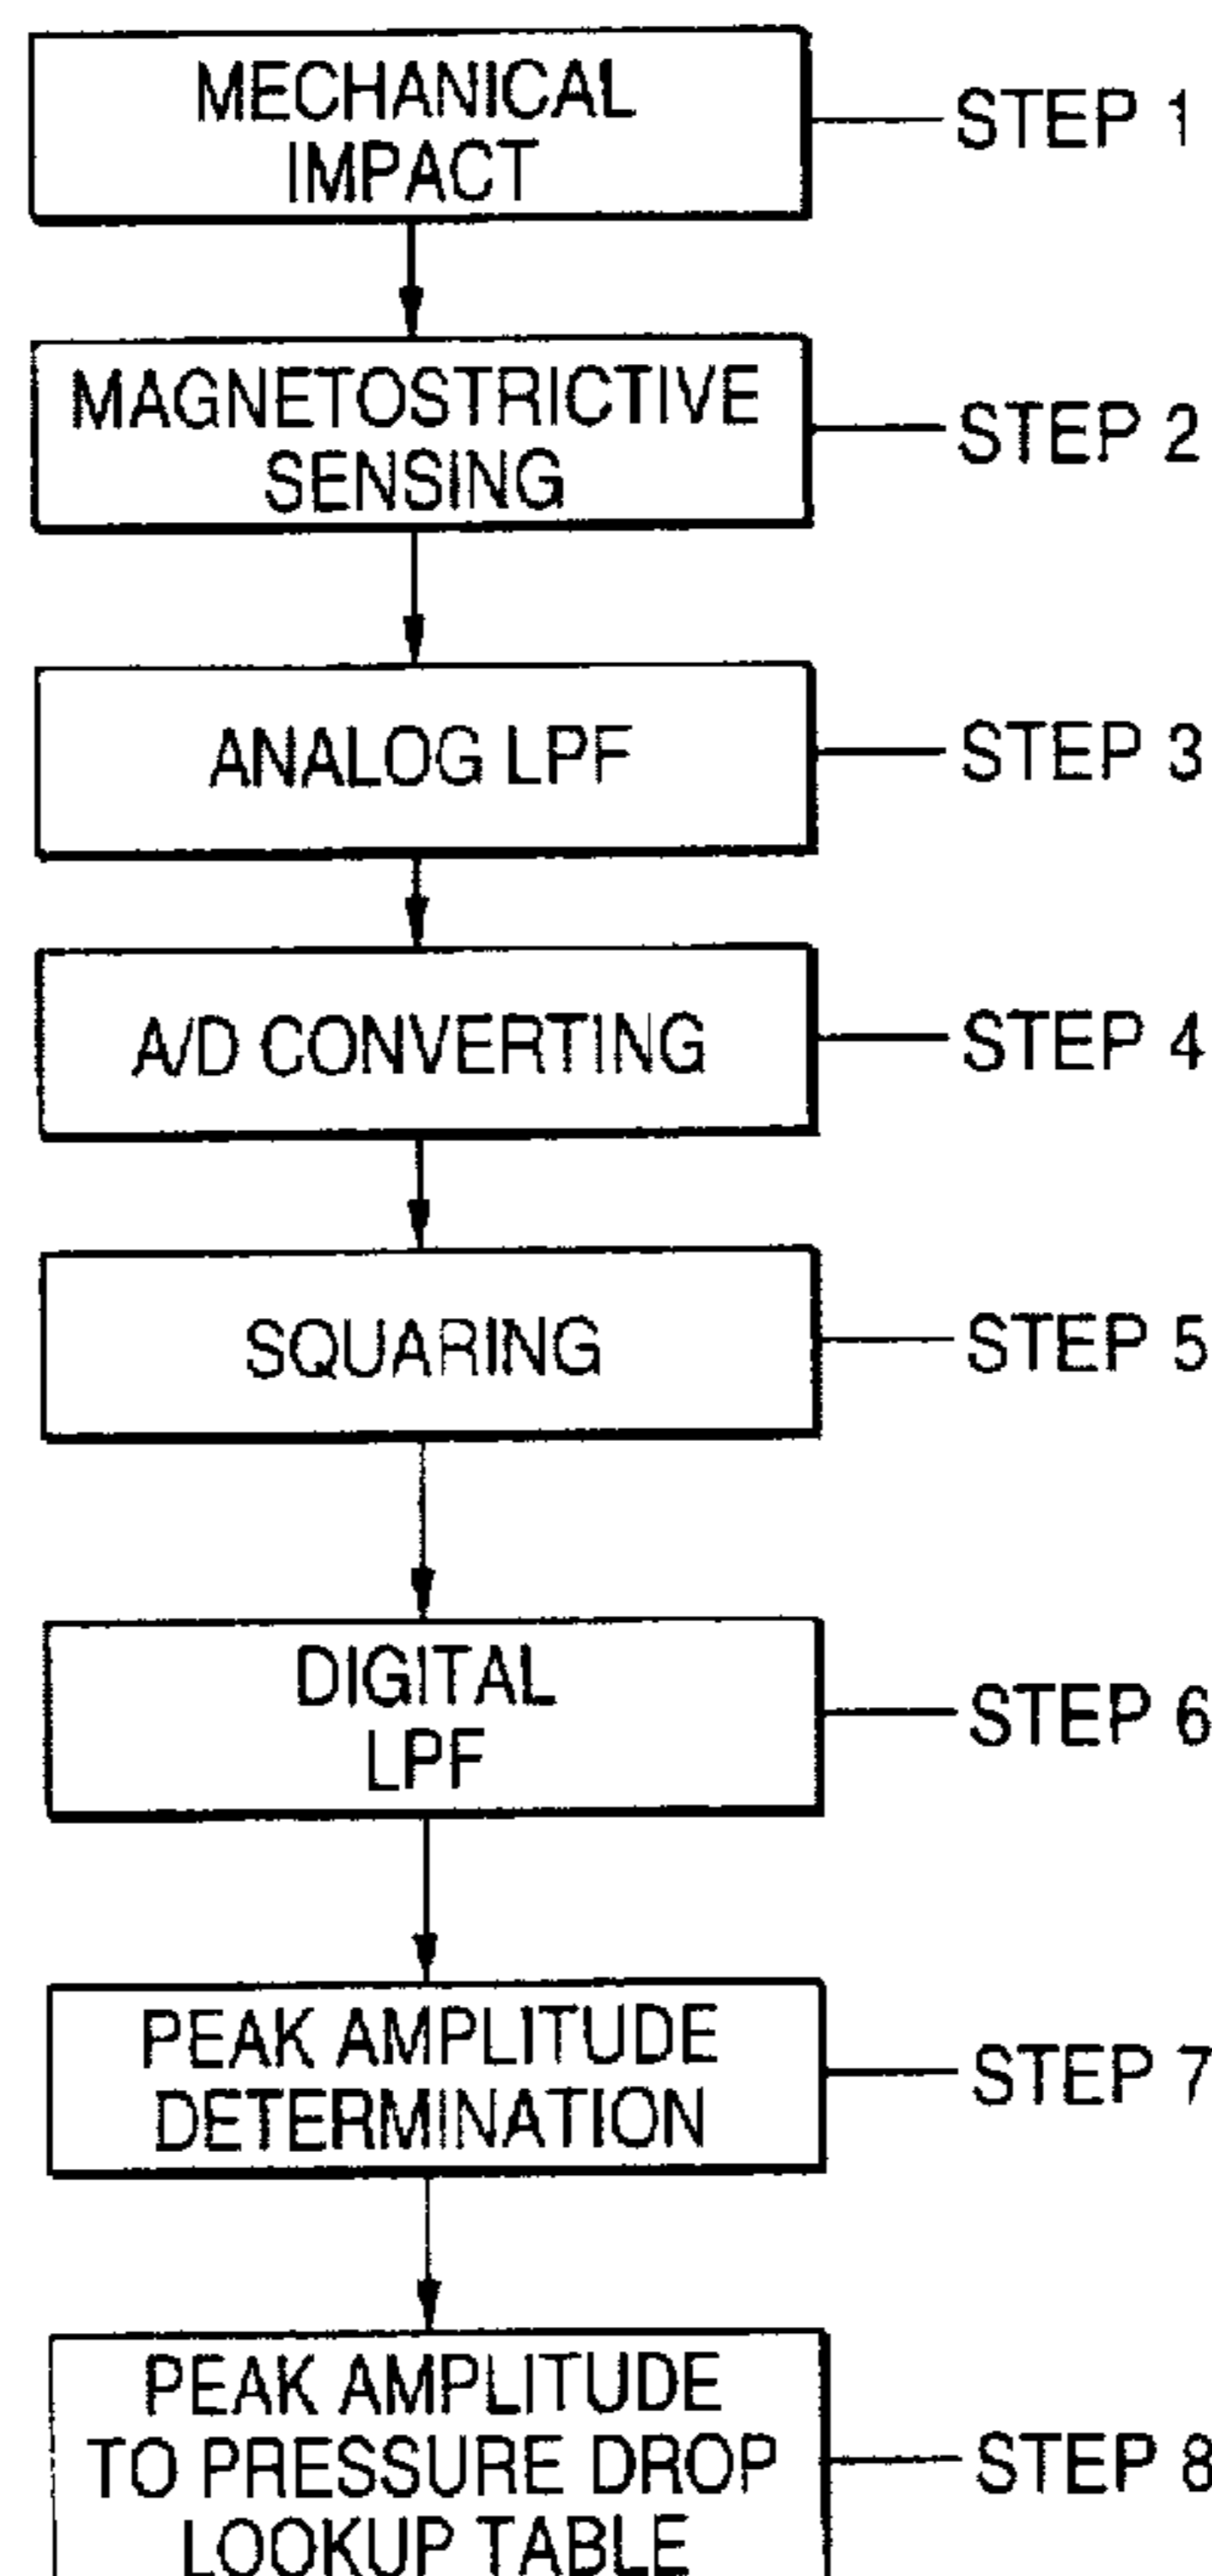 MECHANICAL
IMPACT
STEP 1
MAGNETOSTRICTIVE
SENSING
STEP 2
ANALOG LPF
STEP 3
A/D CONVERTING
STEP 4
SQUARING
STEP 5
DIGITAL
LPF
STEP 6
PEAK AMPLITUDE
DETERMINATION
STEP 7
PEAK AMPLITUDE
TO PRESSURE DROP
LOOKUP TABLE
STEP 8